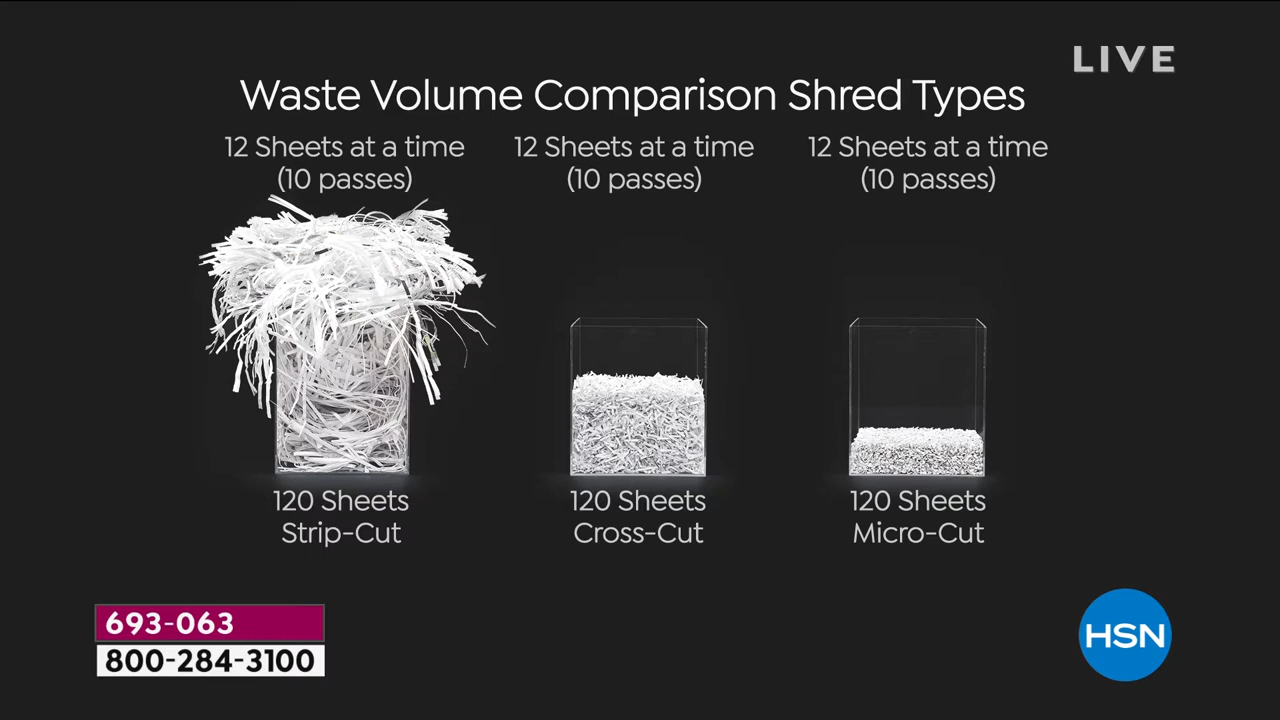 LIVE
Waste Volume Comparison Shred Types
12 Sheets at a time
(10 passes)
12 Sheets at a time
(10 passes)
12 Sheets at a time
(10 passes)
120 Sheets
Strip-Cut
120 Sheets
Cross-Cut
120 Sheets
Micro-Cut
693-063
800-284-3100
HSN